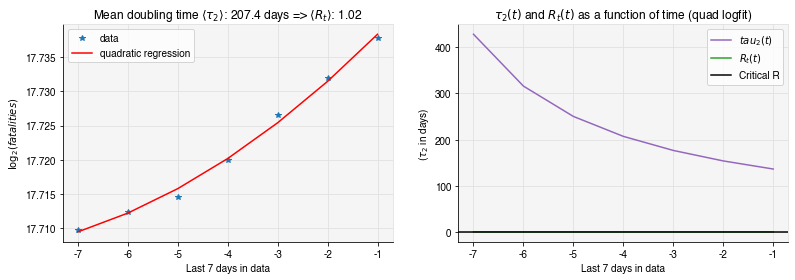 Mean doubling time ⟨τ₂⟩: 207.4 days => ⟨Rₜ⟩: 1.02
data
quadratic regression
log₂(fatalities)
17.735
17.730
17.725
17.720
17.715
17.710
-7 -6 -5 -4 -3 -2 -1
Last 7 days in data
τ₂(t) and Rₜ(t) as a function of time (quad logfit)
tau₂(t)
Rₜ(t)
Critical R
(τ₂ in days)
400
300
200
100
0
-7 -6 -5 -4 -3 -2 -1
Last 7 days in data